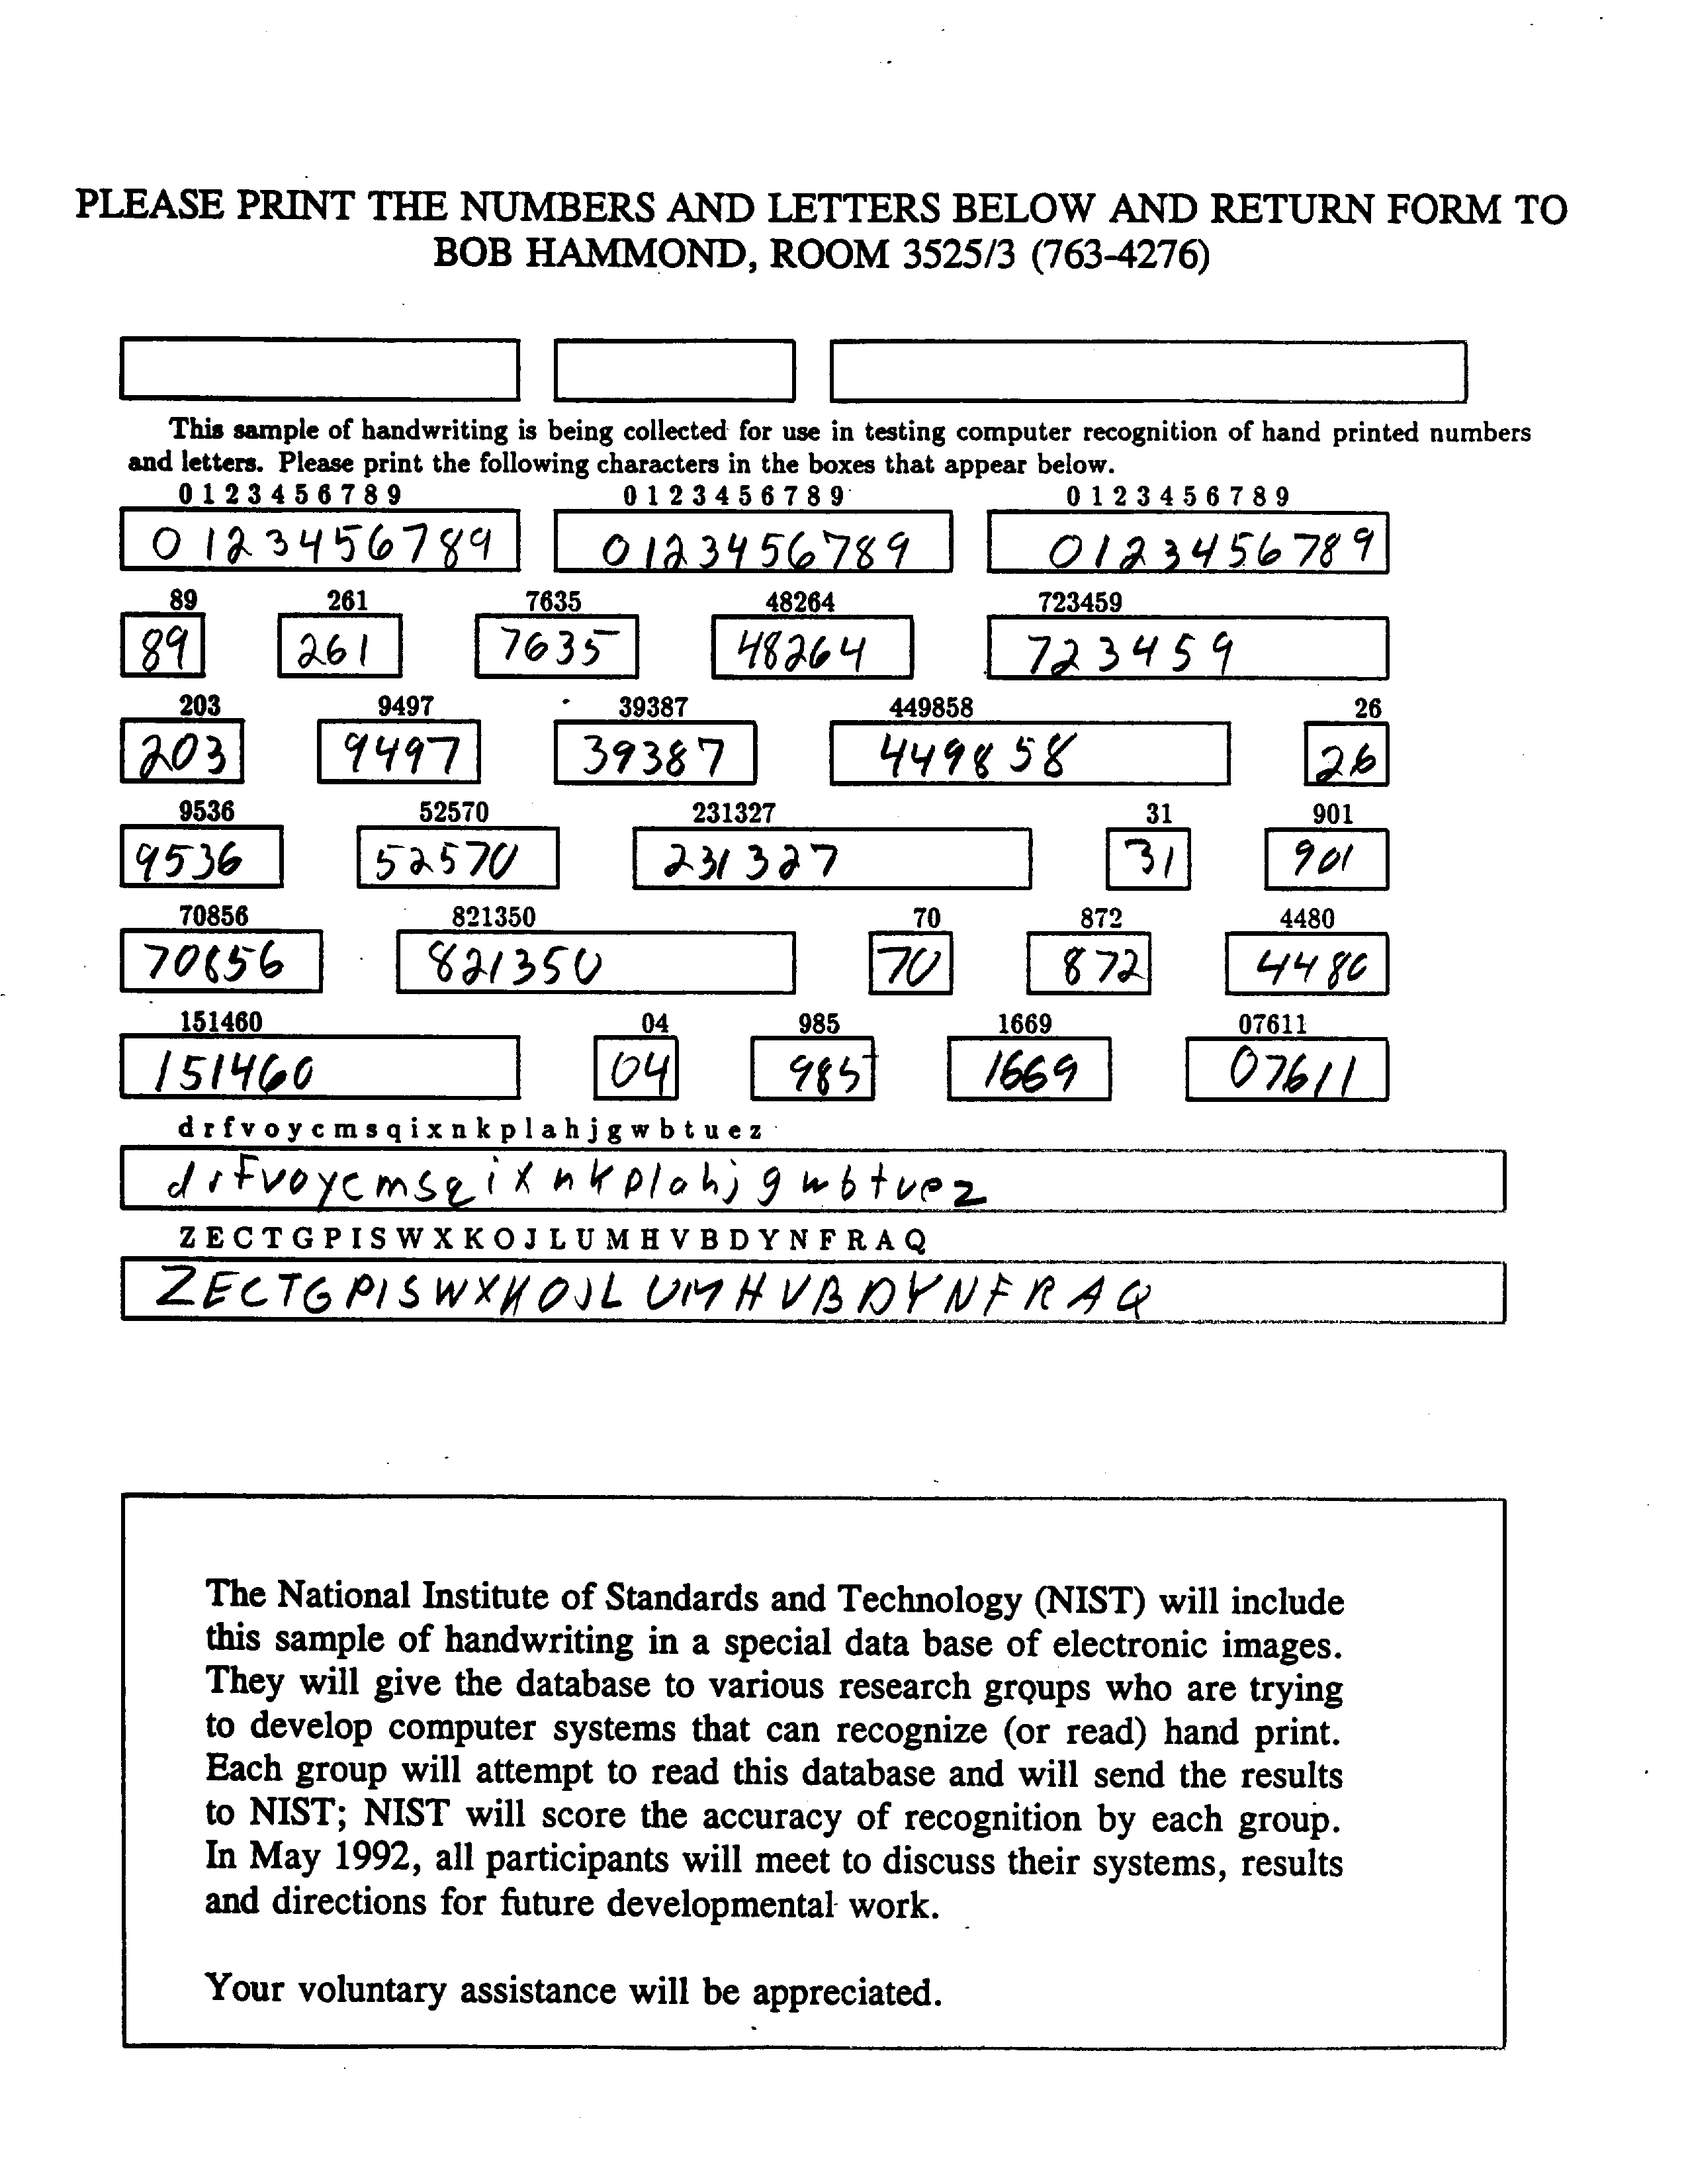 PLEASE PRINT THE NUMBERS AND LETTERS BELOW AND RETURN FORM TO
BOB HAMMOND, ROOM 3525/3 (763-4276)
This sample of handwriting is being collected for use in testing computer recognition of hand printed numbers
and letters. Please print the following characters in the boxes that appear below.
0 1 2 3 4 5 6 7 8 9 0 1 2 3 4 5 6 7 8 9 0 1 2 3 4 5 6 7 8 9
0123456789 0123456789 0123456789
89 261 7635 48264 723459
89 261 7635 48264 723459
203 9497 39387 449858 26
203 9497 39387 449858 26
9536 52570 231327 31 901
9536 52570 231327 31 901
70856 821350 70 872 4480
70856 821350 70 872 4480
151460 04 985 1669 07611
151460 04 985 1669 07611
d r f v o y c m s q i x n k p l a h j g w b t u e z
drfvoycmsqixnkplahjgwbtuez
Z E C T G P I S W X K O J L U M H V B D Y N F R A Q
ZECTGPISWXKOJLUMHVBDYNFRAQ
The National Institute of Standards and Technology (NIST) will include
this sample of handwriting in a special data base of electronic images.
They will give the database to various research groups who are trying
to develop computer systems that can recognize (or read) hand print.
Each group will attempt to read this database and will send the results
to NIST; NIST will score the accuracy of recognition by each group.
In May 1992, all participants will meet to discuss their systems, results
and directions for future developmental work.
Your voluntary assistance will be appreciated.